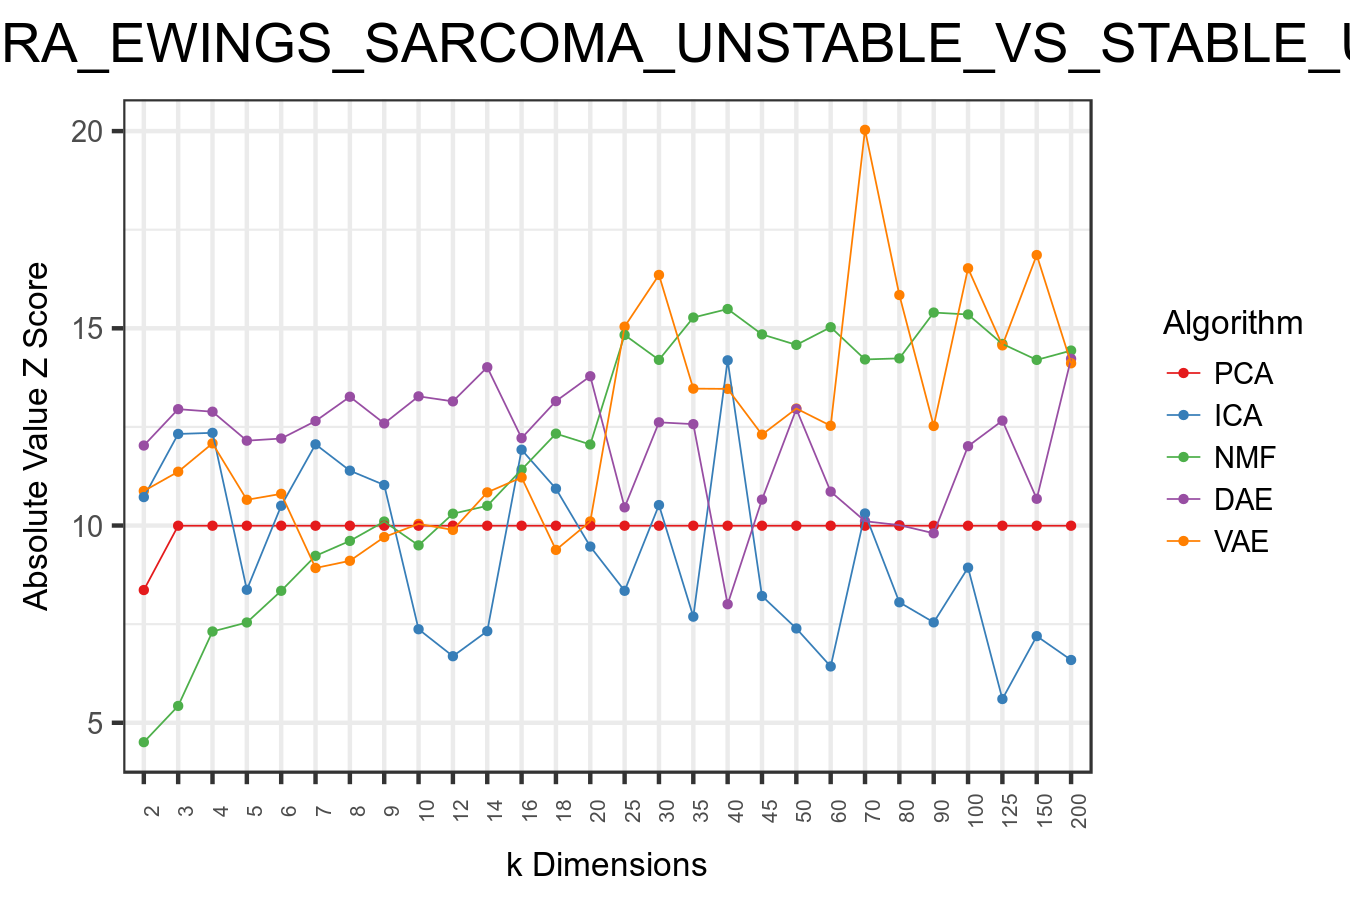 RA_EWINGS_SARCOMA_UNSTABLE_VS_STABLE_
Absolute Value Z Score
20
15
10
5
2 3 4 5 6 7 8 9 10 12 14 16 18 20 25 30 35 40 45 50 60 70 80 90 100 125 150 200
k Dimensions
Algorithm
PCA
ICA
NMF
DAE
VAE